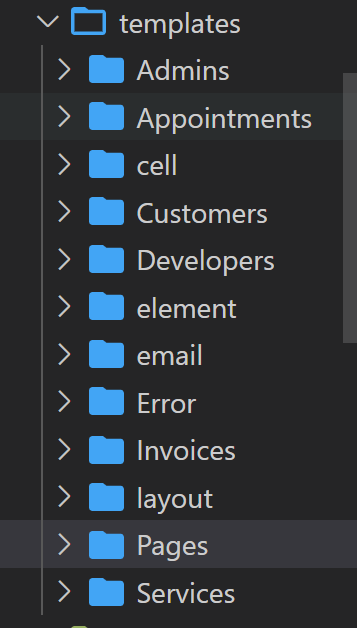 templates
Admins
Appointments
cell
Customers
Developers
element
email
Error
Invoices
layout
Pages
Services